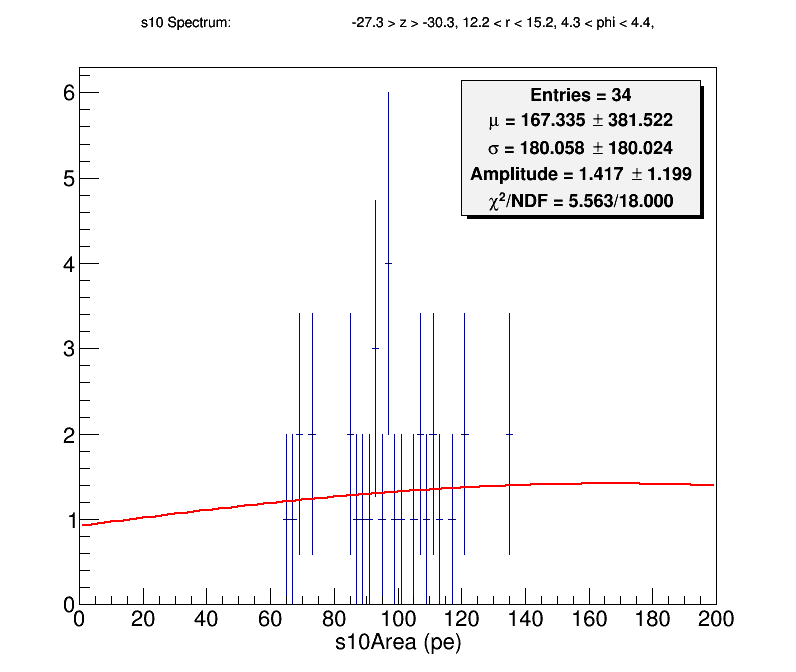 s10 Spectrum: -27.3 > z > -30.3, 12.2 < r < 15.2, 4.3 < phi < 4.4,
Entries = 34
μ = 167.335 ± 381.522
σ = 180.058 ± 180.024
Amplitude = 1.417 ± 1.199
χ²/NDF = 5.563/18.000
6
5
4
3
2
1
0
0 20 40 60 80 100 120 140 160 180 200
s10Area (pe)